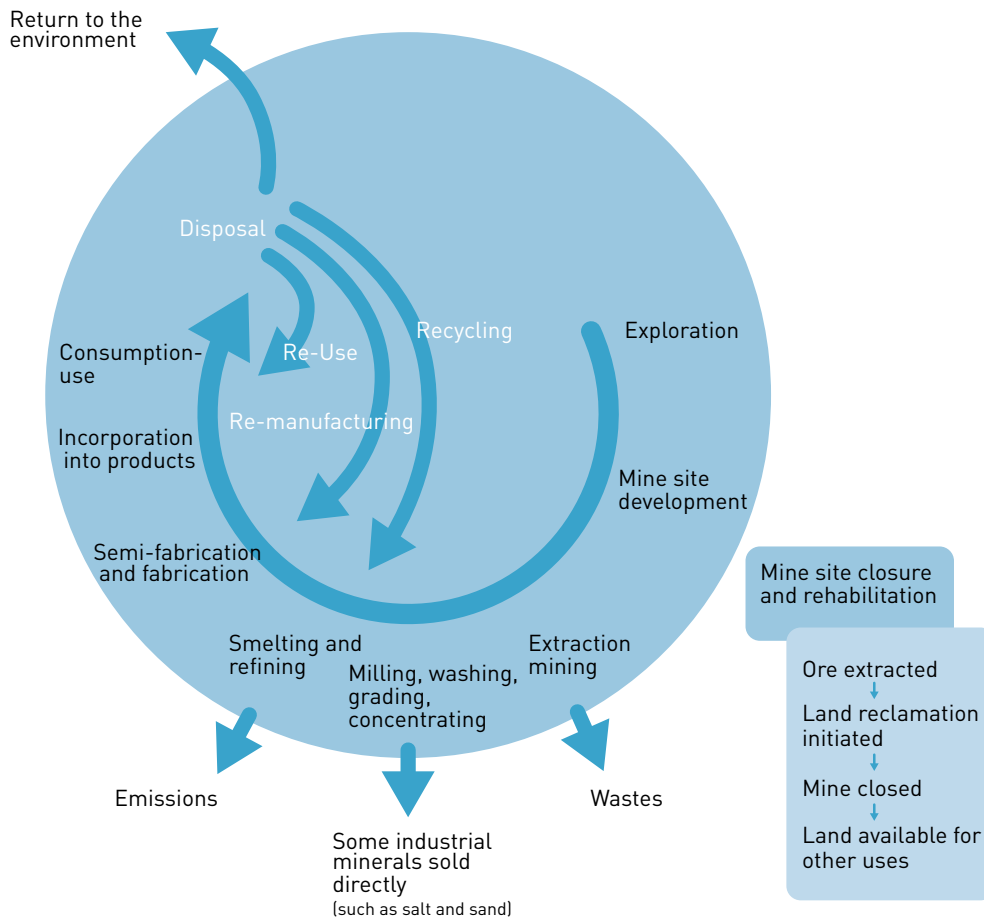 Return to the
environment
Disposal
Recycling
Exploration
Re-Use
Consumption-
use
Re-manufacturing
Incorporation
into products
Mine site
development
Semi-fabrication
and fabrication
Smelting and
refining
Milling, washing,
grading,
concentrating
Extraction
mining
Emissions
Some industrial
minerals sold
directly
(such as salt and sand)
Wastes
Mine site closure
and rehabilitation
Ore extracted
Land reclamation
initiated
Mine closed
Land available for
other uses